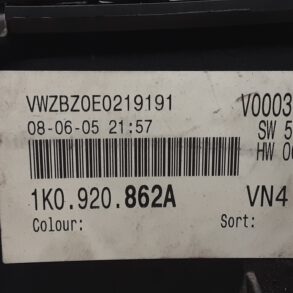 VWZBZ0E0219191 V0003
08-06-05 21:57 SW 5
HW 0
1K0.920.862A VN4
Colour: Sort: